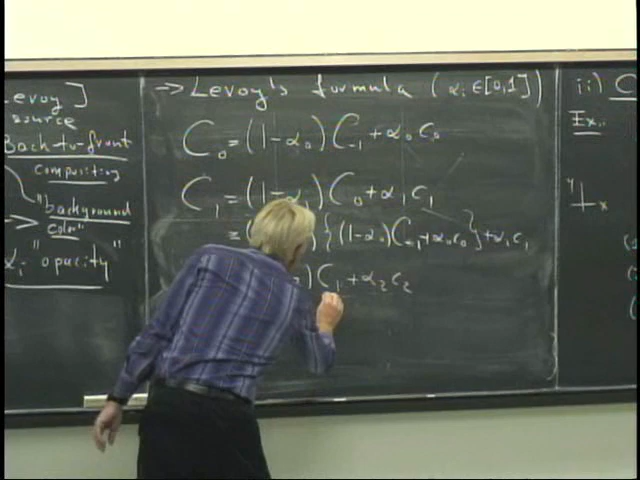 Levoy]
source
Back-to-front
compositing
"background
color"
α_i "opacity"
→ Levoy's formula (α_i ∈ [0,1])
C_0 = (1-α_0)C_{-1} + α_0 c_0
C_1 = (1-α_1)C_0 + α_1 c_1
= ( ) {(1-α_0)C_{-1} + α_0 c_0} + α_1 c_1
)C_1 + α_2 c_2
ii) C
Ex.:
y
x